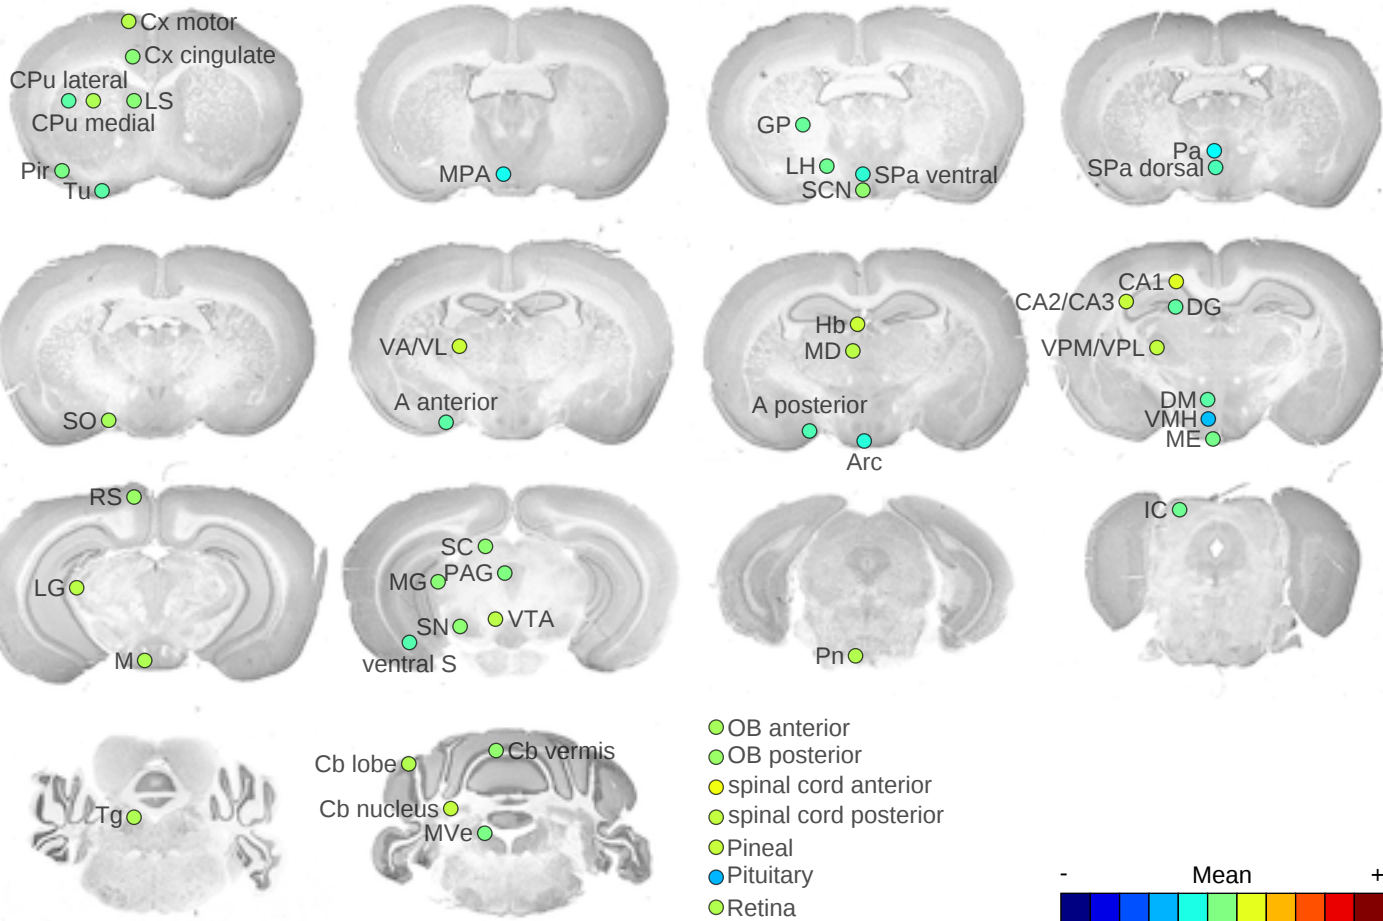 Cx motor
Cx cingulate
CPu lateral
LS
CPu medial
Pir
Tu
MPA
GP
LH
SPa ventral
SCN
Pa
SPa dorsal
SO
VA/VL
A anterior
Hb
MD
A posterior
Arc
CA1
CA2/CA3
DG
VPM/VPL
DM
VMH
ME
RS
LG
M
SC
PAG
MG
SN
VTA
ventral S
Pn
IC
Tg
Cb lobe
Cb vermis
Cb nucleus
MVe
OB anterior
OB posterior
spinal cord anterior
spinal cord posterior
Pineal
Pituitary
Retina
- Mean +